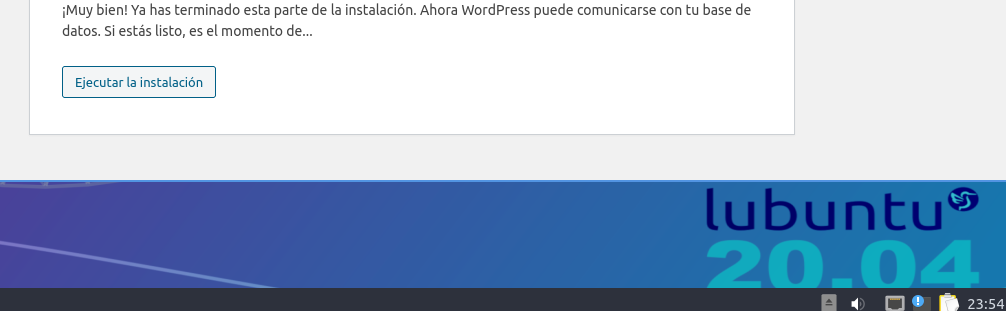 ¡Muy bien! Ya has terminado esta parte de la instalación. Ahora WordPress puede comunicarse con tu base de
datos. Si estás listo, es el momento de...
Ejecutar la instalación
lubuntu
20.04
23:54